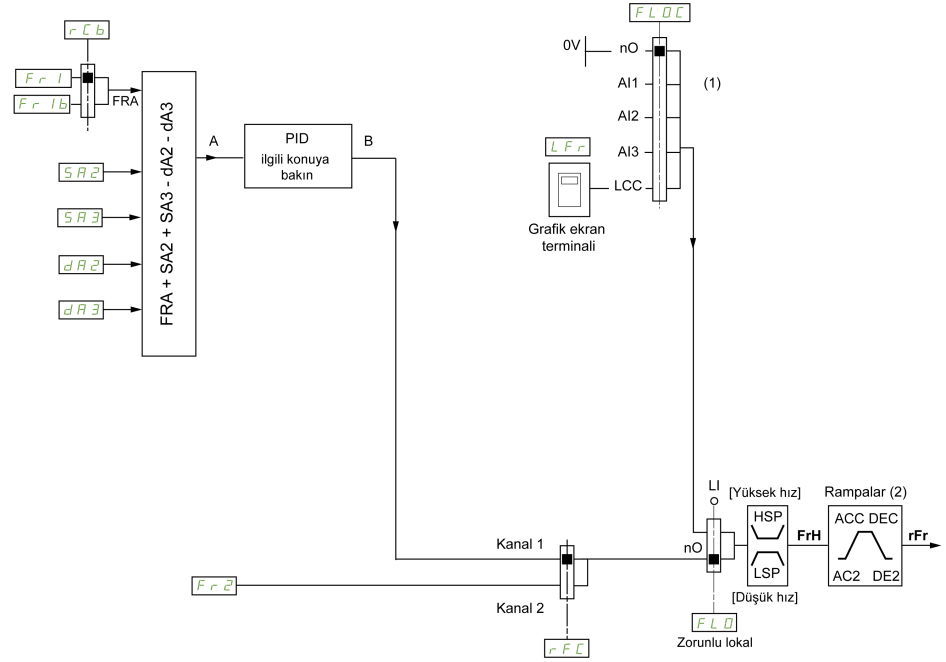 rCb
Fr1
Fr1b
FRA
SA2
SA3
dA2
dA3
FRA + SA2 + SA3 - dA2 - dA3
A
PID
ilgili konuya
bakın
B
FLOC
0V
nO
AI1
(1)
AI2
AI3
LFr
LCC
Grafik ekran
terminali
LI
[Yüksek hız]
Rampalar (2)
HSP
ACC DEC
FrH
rFr
Kanal 1
nO
LSP
AC2 DE2
[Düşük hız]
Fr2
Kanal 2
FLO
Zorunlu lokal
rFC